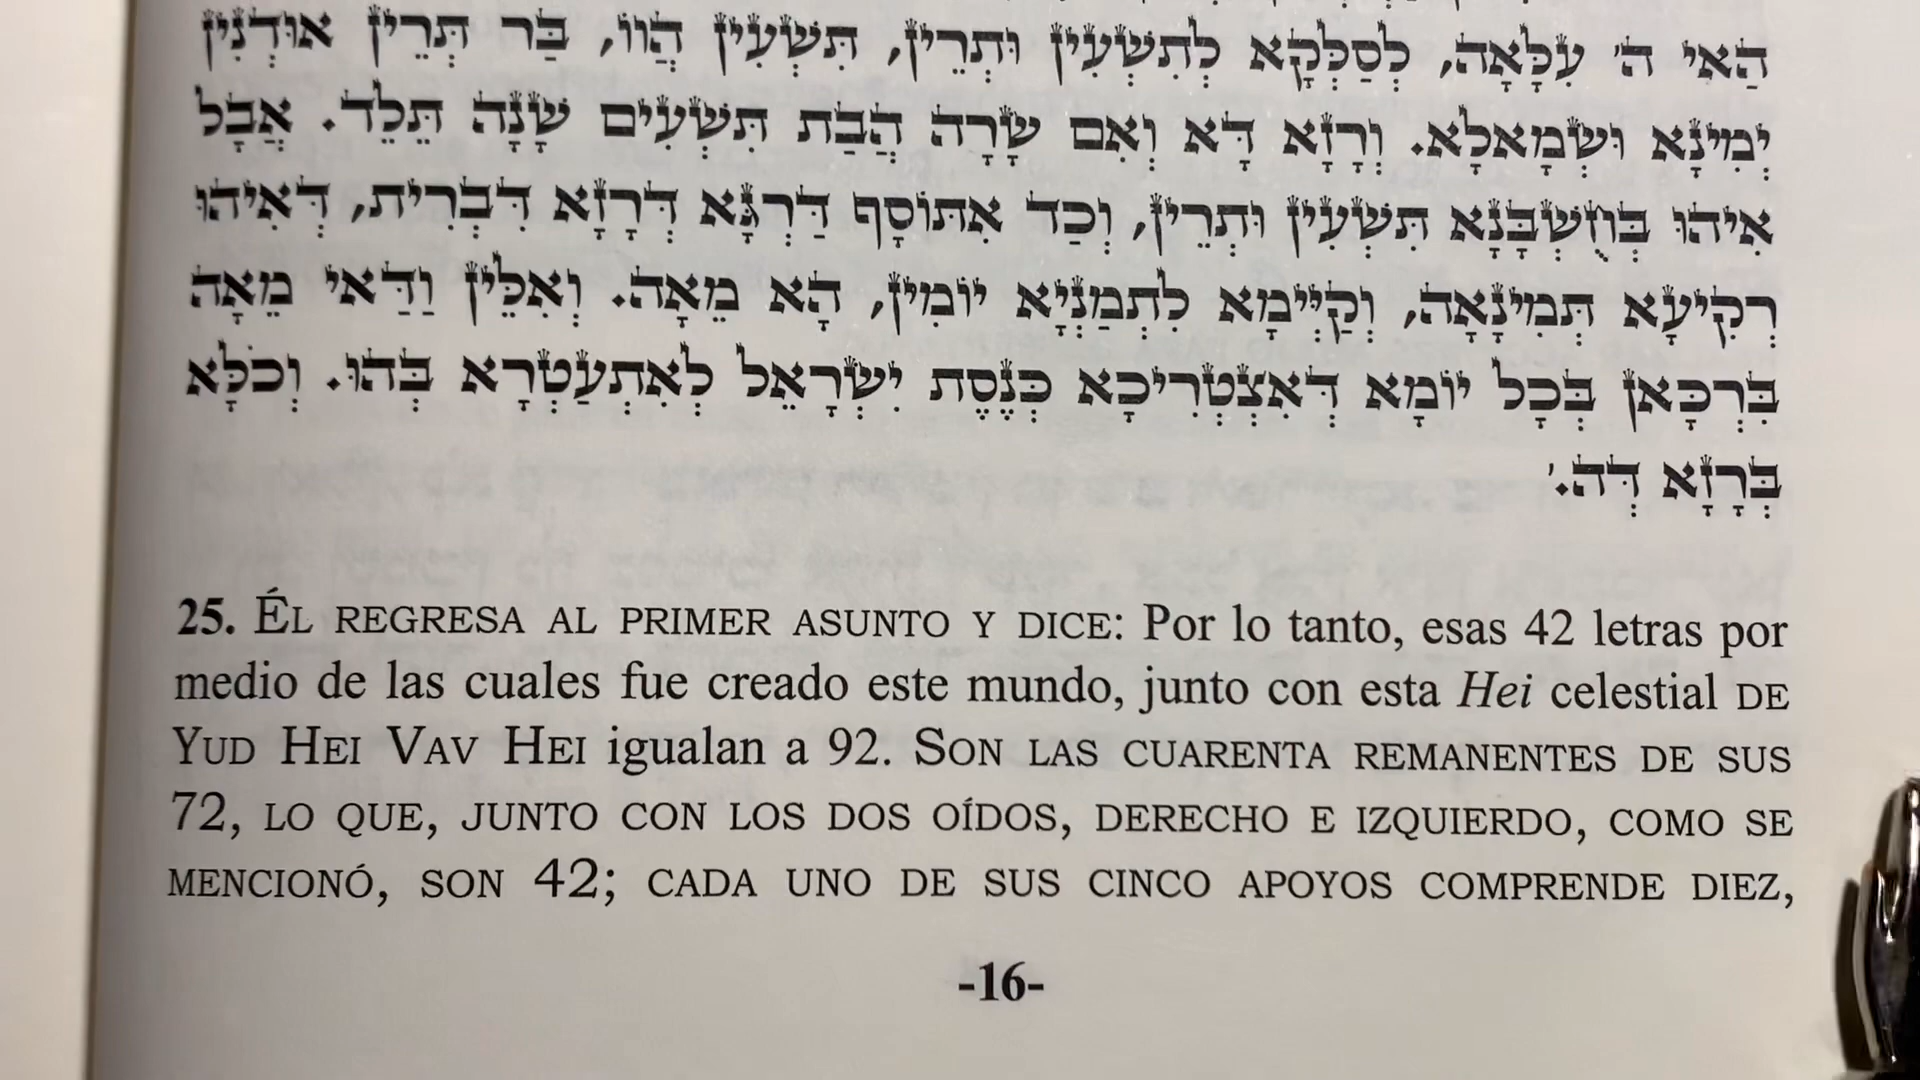 הַאִי ה' עִלָּאָה, לְסַלְּקָא לְתִשְׁעִין וּתְרֵין, תִּשְׁעִין הֲווֹ, בַּר תְּרֵין אוּדְנִין
יְמִינָא וּשְׂמָאלָא. וְרָזָא דָּא וְאִם שָׂרָה הֲבַת תִּשְׁעִים שָׁנָה תֵּלֵד. אֲבָל
אִיהוּ בְּחֻשְׁבָּנָא תִּשְׁעִין וּתְרֵין, וְכַד אִתּוֹסָף דַּרְגָּא דְּרָזָא דִּבְרִית, דְּאִיהוּ
רְקִיעָא תְּמִינָאָה, וְקַיְּימָא לִתְמַנְיָא יוֹמִין, הָא מֵאָה. וְאִלֵּין וַדַּאי מֵאָה
בִּרְכָּאן בְּכָל יוֹמָא דְּאִצְטְרִיכָא כְּנֶסֶת יִשְׂרָאֵל לְאִתְעַטְּרָא בְּהוּ. וְכֹלָּא
בְּרָזָא דְּה'.
25. ÉL REGRESA AL PRIMER ASUNTO Y DICE: Por lo tanto, esas 42 letras por
medio de las cuales fue creado este mundo, junto con esta Hei celestial DE
YUD HEI VAV HEI igualan a 92. SON LAS CUARENTA REMANENTES DE SUS
72, LO QUE, JUNTO CON LOS DOS OÍDOS, DERECHO E IZQUIERDO, COMO SE
MENCIONÓ, SON 42; CADA UNO DE SUS CINCO APOYOS COMPRENDE DIEZ,
-16-